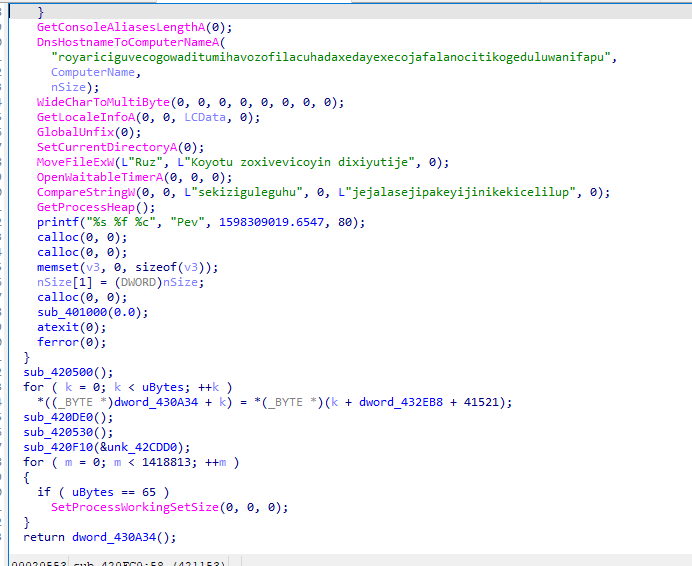 }
GetConsoleAliasesLengthA(0);
DnsHostnameToComputerNameA(
"royariciguvecogowaditumihavozofilacuhadaxedayexecojafalanocitikogeduluwanifapu",
ComputerName,
nSize);
WideCharToMultiByte(0, 0, 0, 0, 0, 0, 0, 0);
GetLocaleInfoA(0, 0, LCData, 0);
GlobalUnfix(0);
SetCurrentDirectoryA(0);
MoveFileExW(L"Ruz", L"Koyotu zoxivevicoyin dixiyutije", 0);
OpenWaitableTimerA(0, 0, 0);
CompareStringW(0, 0, L"sekiziguleguhu", 0, L"jejalasejipakeyijinikekicelilup", 0);
GetProcessHeap();
printf("%s %f %c", "Pev", 1598309019.6547, 80);
calloc(0, 0);
calloc(0, 0);
memset(v3, 0, sizeof(v3));
nSize[1] = (DWORD)nSize;
calloc(0, 0);
sub_401000(0.0);
atexit(0);
ferror(0);
}
sub_420500();
for ( k = 0; k < uBytes; ++k )
*((_BYTE *)dword_430A34 + k) = *(_BYTE *)(k + dword_432EB8 + 41521);
sub_420DE0();
sub_420530();
sub_420F10(&unk_42CDD0);
for ( m = 0; m < 1418813; ++m )
{
if ( uBytes == 65 )
SetProcessWorkingSetSize(0, 0, 0);
}
return dword_430A34();